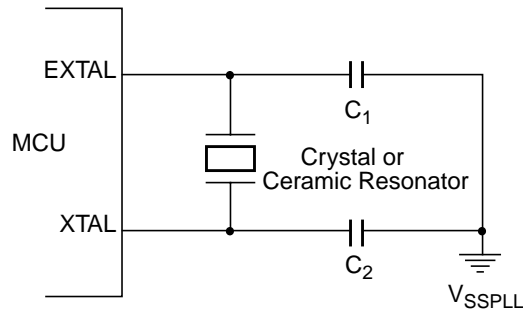 EXTAL
C1
MCU
Crystal or
Ceramic Resonator
XTAL
C2
VSSPLL